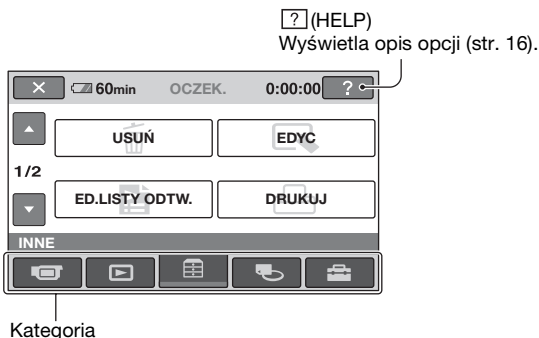 ? (HELP)
Wyświetla opis opcji (str. 16).
60min OCZEK. 0:00:00 ?
USUŃ EDYC
1/2
ED.LISTY ODTW. DRUKUJ
INNE
Kategoria